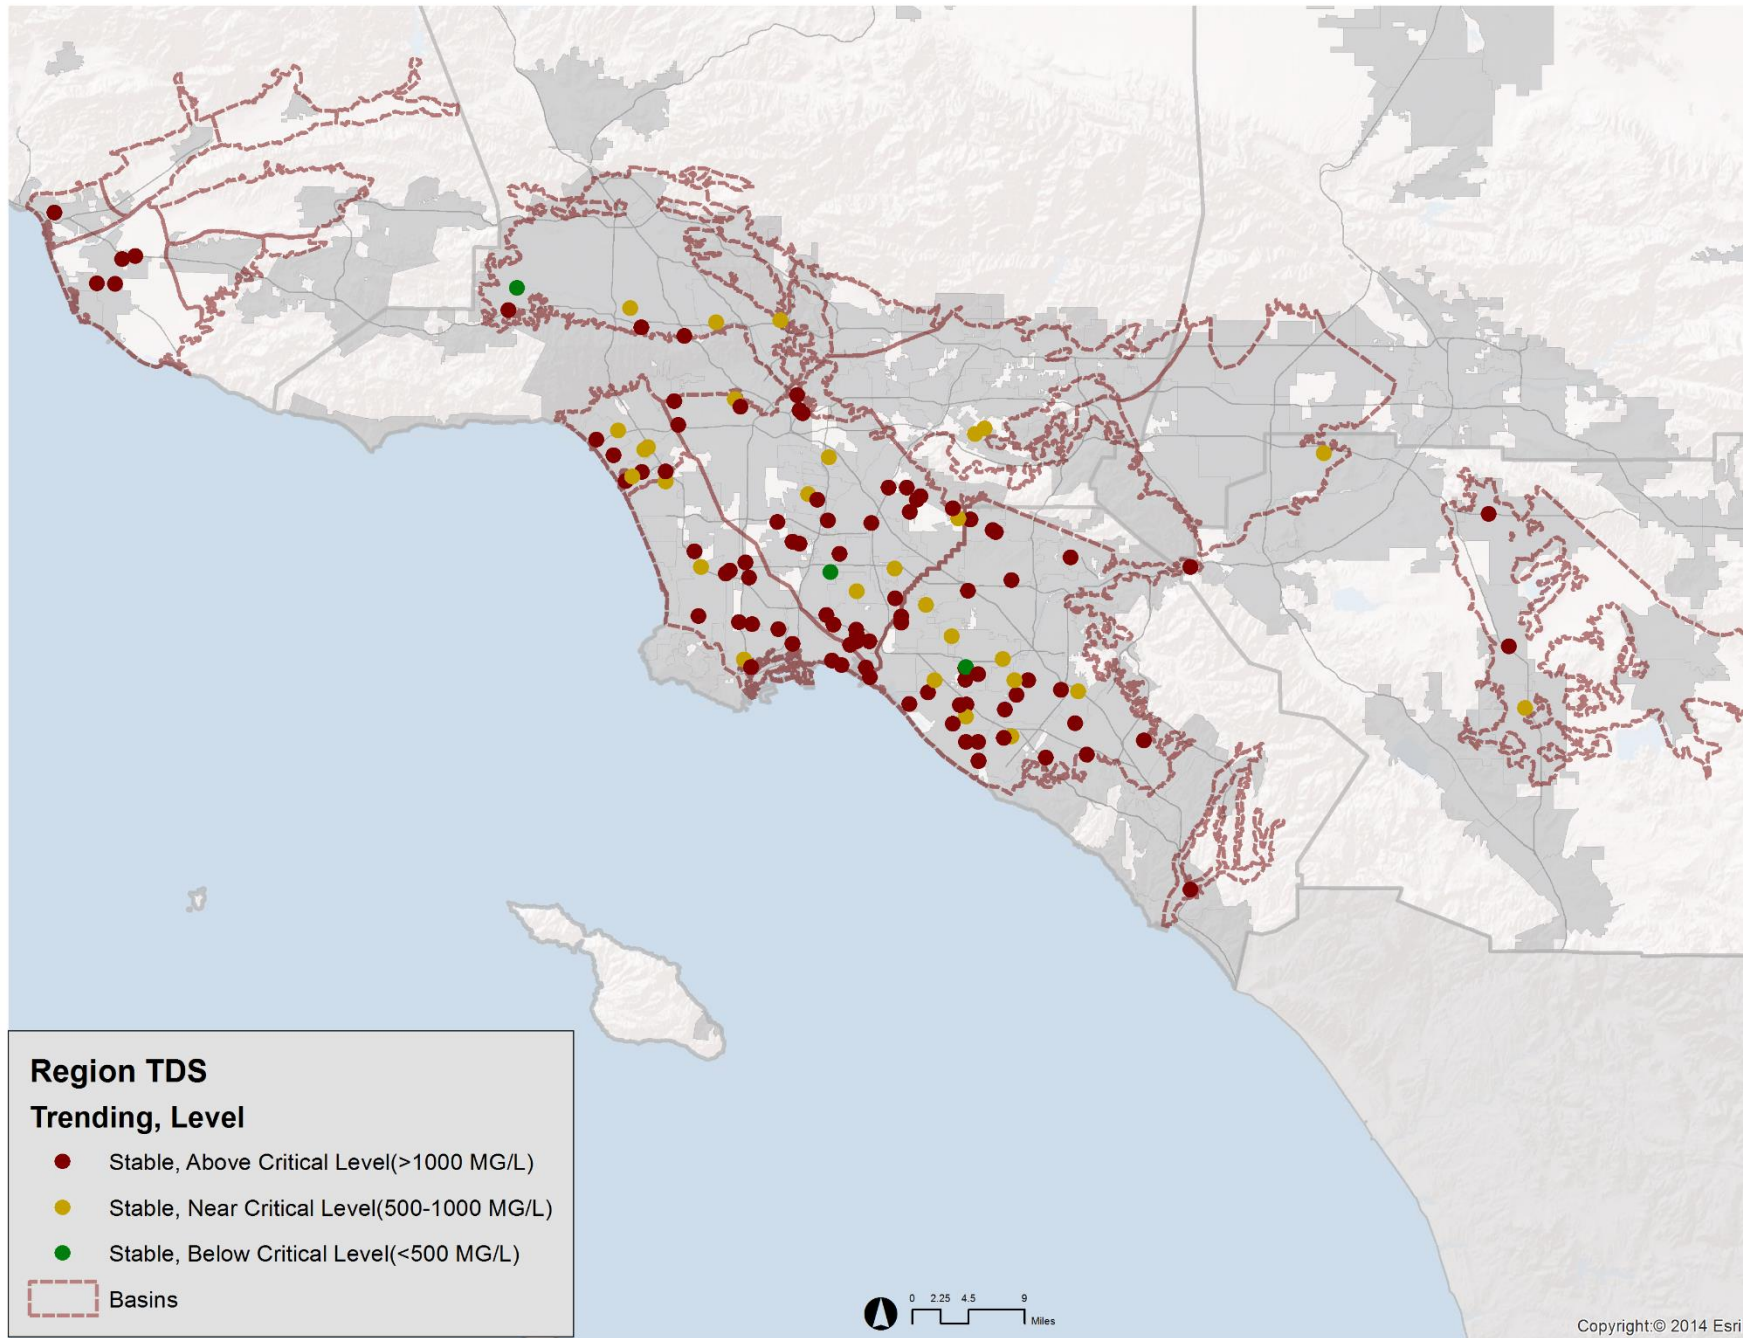 Region TDS
Trending, Level
Stable, Above Critical Level(>1000 MG/L)
Stable, Near Critical Level(500-1000 MG/L)
Stable, Below Critical Level(<500 MG/L)
Basins
0 2.25 4.5 9
Miles
Copyright:© 2014 Esri